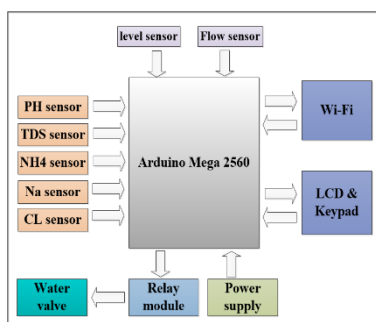 level sensor
Flow sensor
PH sensor
TDS sensor
NH4 sensor
Na sensor
CL sensor
Arduino Mega 2560
Wi-Fi
LCD &
Keypad
Water
valve
Relay
module
Power
supply